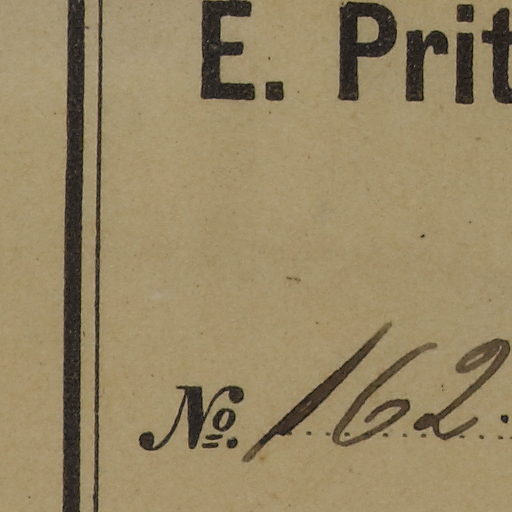 E. Prit
No. 162.